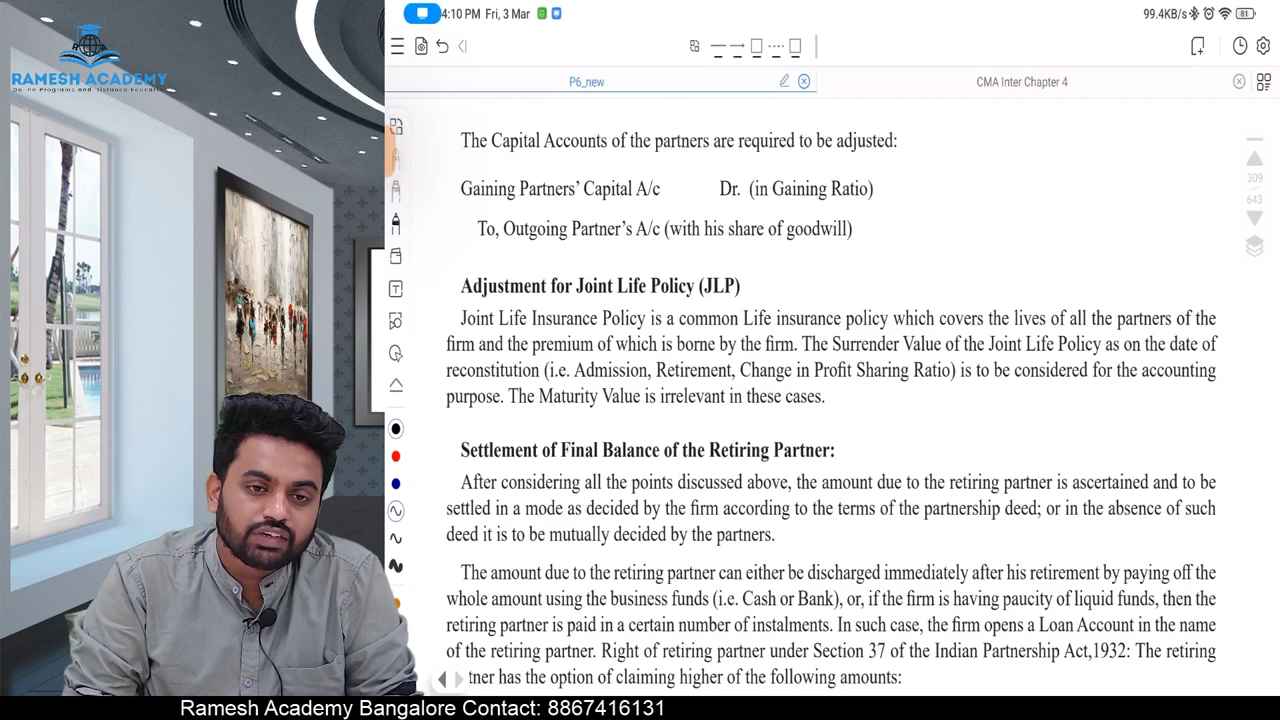 RAMESH ACADEMY
Online Programs and Distance Education
4:10 PM Fri, 3 Mar
99.4KB/s
81
P6_new
CMA Inter Chapter 4
The Capital Accounts of the partners are required to be adjusted:
Gaining Partners' Capital A/c Dr. (in Gaining Ratio)
To, Outgoing Partner's A/c (with his share of goodwill)
309
643
Adjustment for Joint Life Policy (JLP)
Joint Life Insurance Policy is a common Life insurance policy which covers the lives of all the partners of the
firm and the premium of which is borne by the firm. The Surrender Value of the Joint Life Policy as on the date of
reconstitution (i.e. Admission, Retirement, Change in Profit Sharing Ratio) is to be considered for the accounting
purpose. The Maturity Value is irrelevant in these cases.
Settlement of Final Balance of the Retiring Partner:
After considering all the points discussed above, the amount due to the retiring partner is ascertained and to be
settled in a mode as decided by the firm according to the terms of the partnership deed; or in the absence of such
deed it is to be mutually decided by the partners.
The amount due to the retiring partner can either be discharged immediately after his retirement by paying off the
whole amount using the business funds (i.e. Cash or Bank), or, if the firm is having paucity of liquid funds, then the
retiring partner is paid in a certain number of instalments. In such case, the firm opens a Loan Account in the name
of the retiring partner. Right of retiring partner under Section 37 of the Indian Partnership Act,1932: The retiring
tner has the option of claiming higher of the following amounts:
Ramesh Academy Bangalore Contact: 8867416131